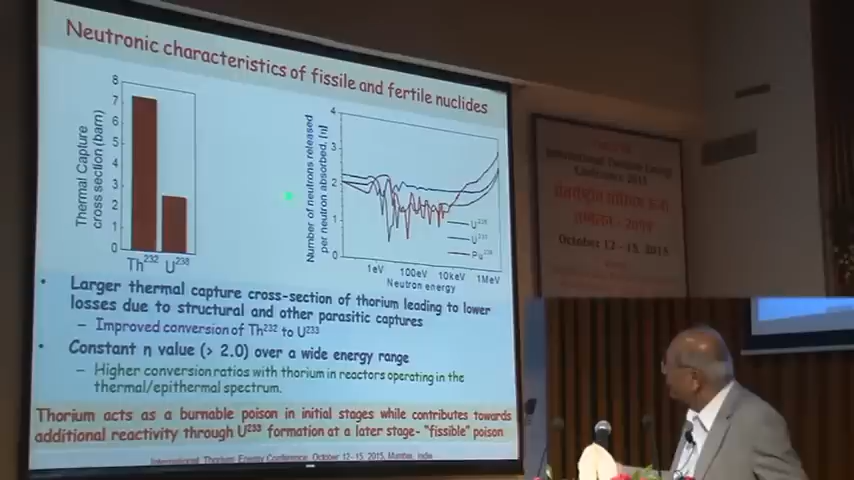 Neutronic characteristics of fissile and fertile nuclides
Thermal Capture
cross section (barn)
8
7
6
5
4
3
2
1
0
Th232 U238
Number of neutrons released
per neutron absorbed, [η]
4
3
2
1
0
1eV 100eV 10keV 1MeV
Neutron energy
• Larger thermal capture cross-section of thorium leading to lower
losses due to structural and other parasitic captures
– Improved conversion of Th232 to U233
• Constant η value (> 2.0) over a wide energy range
– Higher conversion ratios with thorium in reactors operating in the
thermal/epithermal spectrum.
Thorium acts as a burnable poison in initial stages while contributes towards
additional reactivity through U233 formation at a later stage- “fissible” poison
International Thorium Energy Conference, October 12-15, 2015, Mumbai, India
International Thorium Energy
Conference 2015
October 12 - 15, 2015